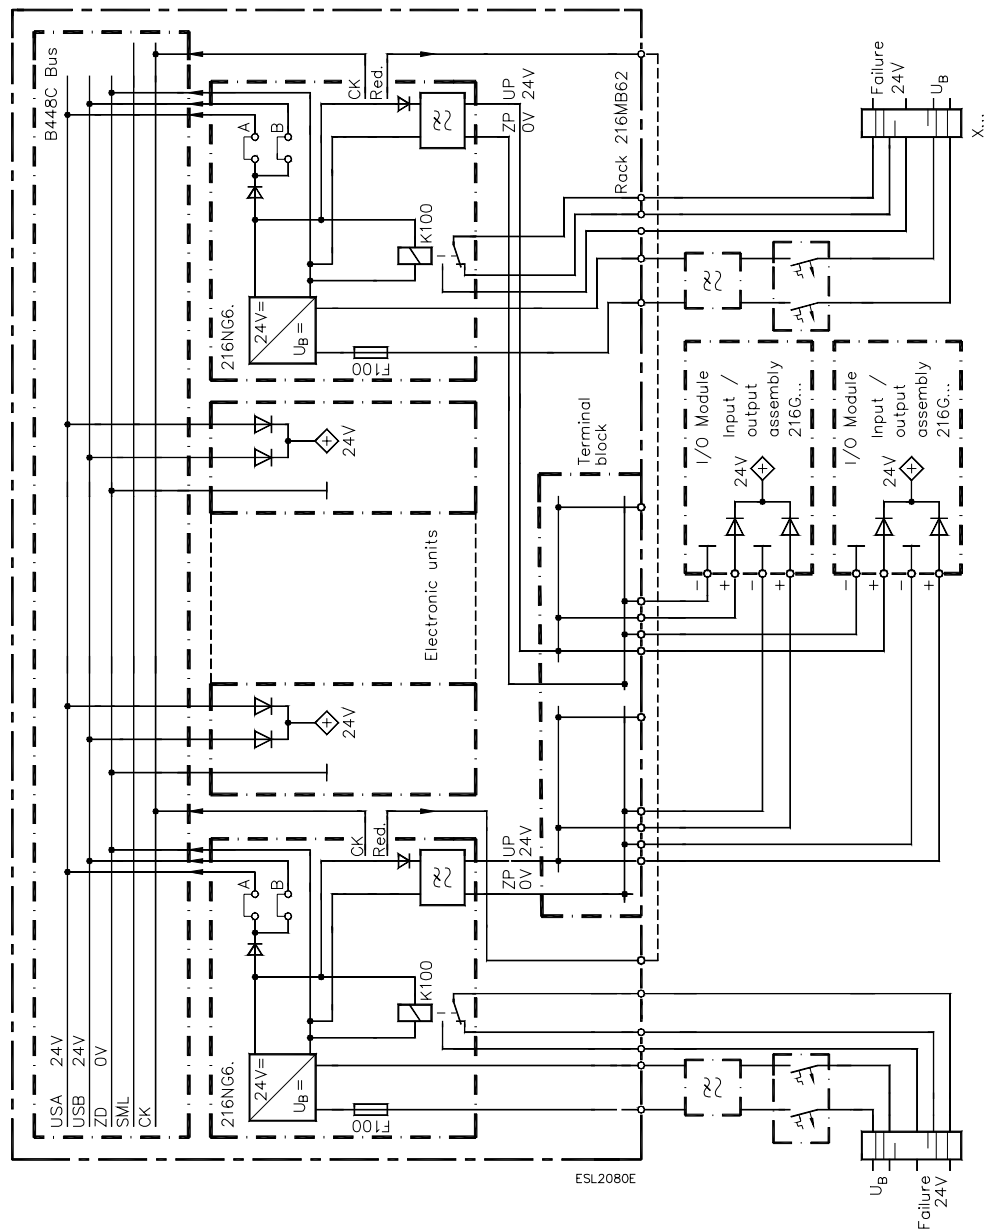 B448C Bus
USA 24V
USB 24V
ZD 0V
SML
CK
216NG6.
24V=
UB=
F100
A
B
K100
CK
Red.
UP 24V
ZP 0V
Rack 216MB62
Failure
24V
UB
X...
24V
Electronic units
24V
Terminal
block
I/O Module
Input /
output
assembly
216G...
24V
-
+
-
+
I/O Module
Input /
output
assembly
216G...
24V
-
+
-
+
216NG6.
24V=
UB=
F100
A
B
K100
CK
Red.
UP
24V
ZP
0V
UB
Failure
24V
ESL2080E